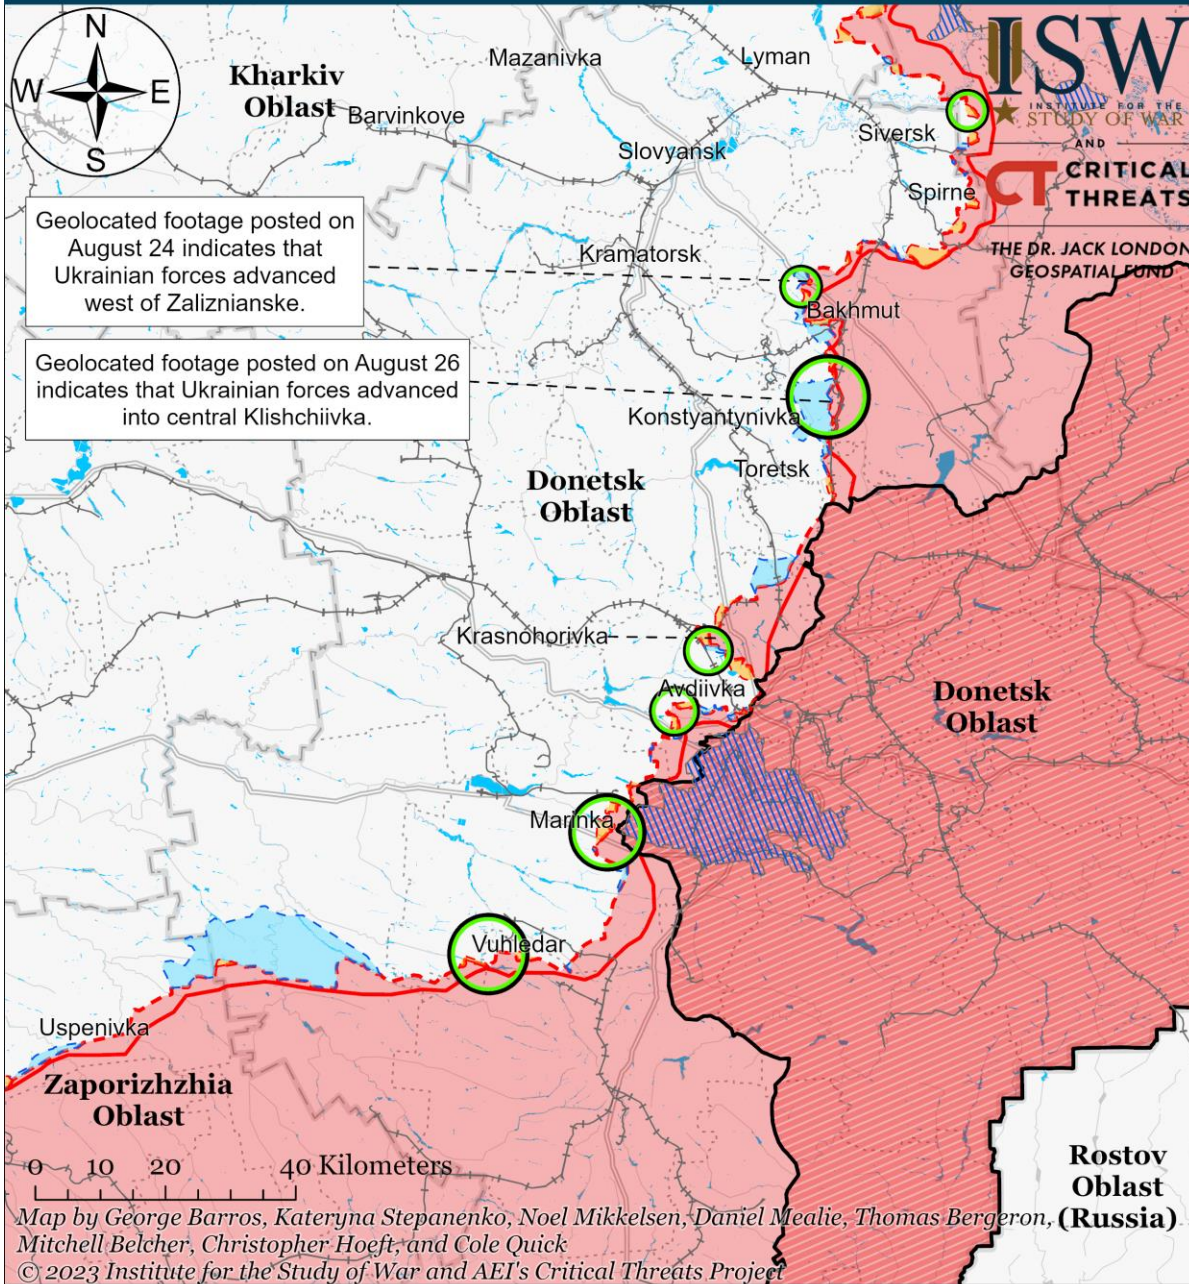 N
W
E
S
Kharkiv
Oblast
Mazanivka
Lyman
Barvinkove
Siversk
Slovyansk
Spirne
ISW
INSTITUTE FOR THE
STUDY OF WAR
AND
CT CRITICAL
THREATS
THE DR. JACK LONDON
GEOSPATIAL FUND
Geolocated footage posted on
August 24 indicates that
Ukrainian forces advanced
west of Zaliznianske.
Kramatorsk
Bakhmut
Geolocated footage posted on August 26
indicates that Ukrainian forces advanced
into central Klishchiivka.
Konstyantynivka
Toretsk
Donetsk
Oblast
Krasnohorivka
Avdiivka
Donetsk
Oblast
Marinka
Vuhledar
Uspenivka
Zaporizhzhia
Oblast
Rostov
Oblast
(Russia)
0 10 20 40 Kilometers
Map by George Barros, Kateryna Stepanenko, Noel Mikkelsen, Daniel Mealie, Thomas Bergeron,
Mitchell Belcher, Christopher Hoeft, and Cole Quick
© 2023 Institute for the Study of War and AEI's Critical Threats Project